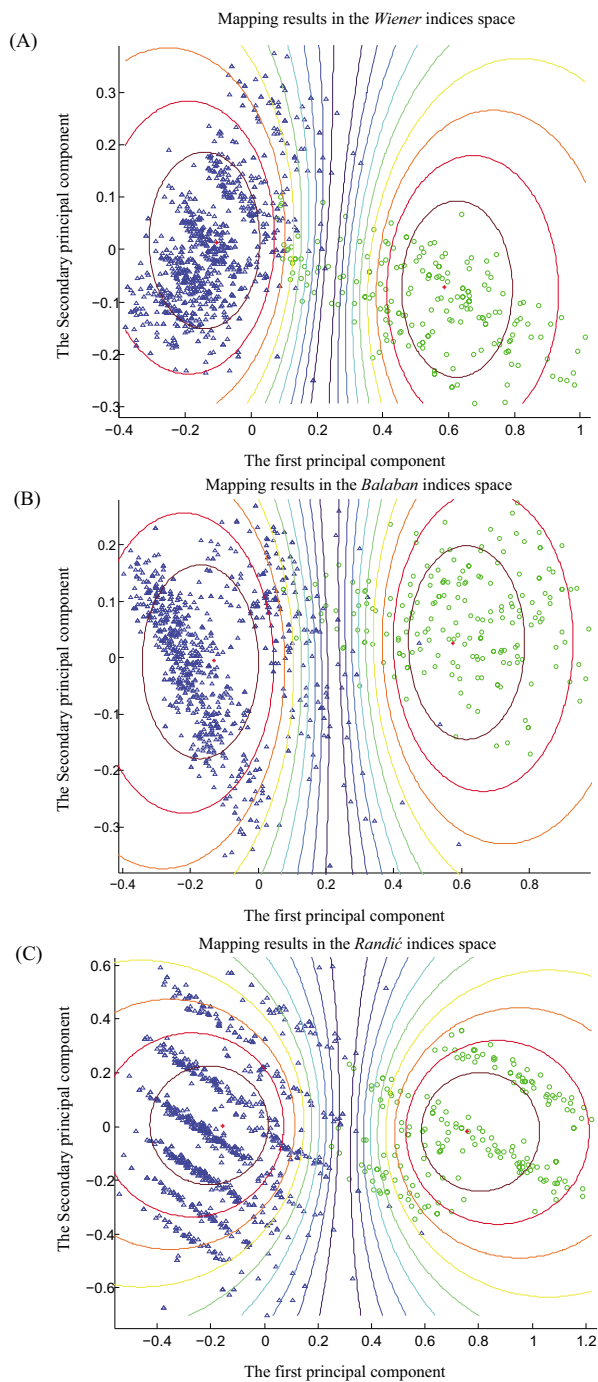 Mapping results in the Wiener indices space
(A)
0.3
0.2
0.1
0
−0.1
−0.2
−0.3
The Secondary principal component
−0.4 −0.2 0 0.2 0.4 0.6 0.8 1
The first principal component
Mapping results in the Balaban indices space
(B)
0.2
0.1
0
−0.1
−0.2
−0.3
The Secondary principal component
−0.4 −0.2 0 0.2 0.4 0.6 0.8
The first principal component
Mapping results in the Randić indices space
(C)
0.6
0.4
0.2
0
−0.2
−0.4
−0.6
The Secondary principal component
−0.4 −0.2 0 0.2 0.4 0.6 0.8 1 1.2
The first principal component